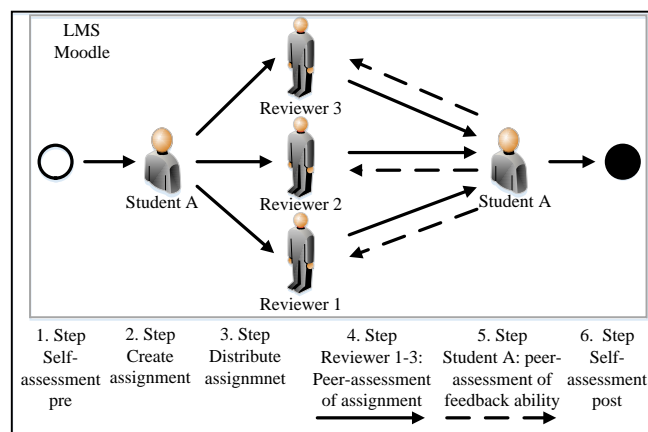 LMS
Moodle
Reviewer 3
Student A
Reviewer 2
Student A
Reviewer 1
1. Step
Self-
assessment
pre
2. Step
Create
assignment
3. Step
Distribute
assignmnet
4. Step
Reviewer 1-3:
Peer-assessment
of assignment
5. Step
Student A: peer-
assessment of
feedback ability
6. Step
Self-
assessment
post